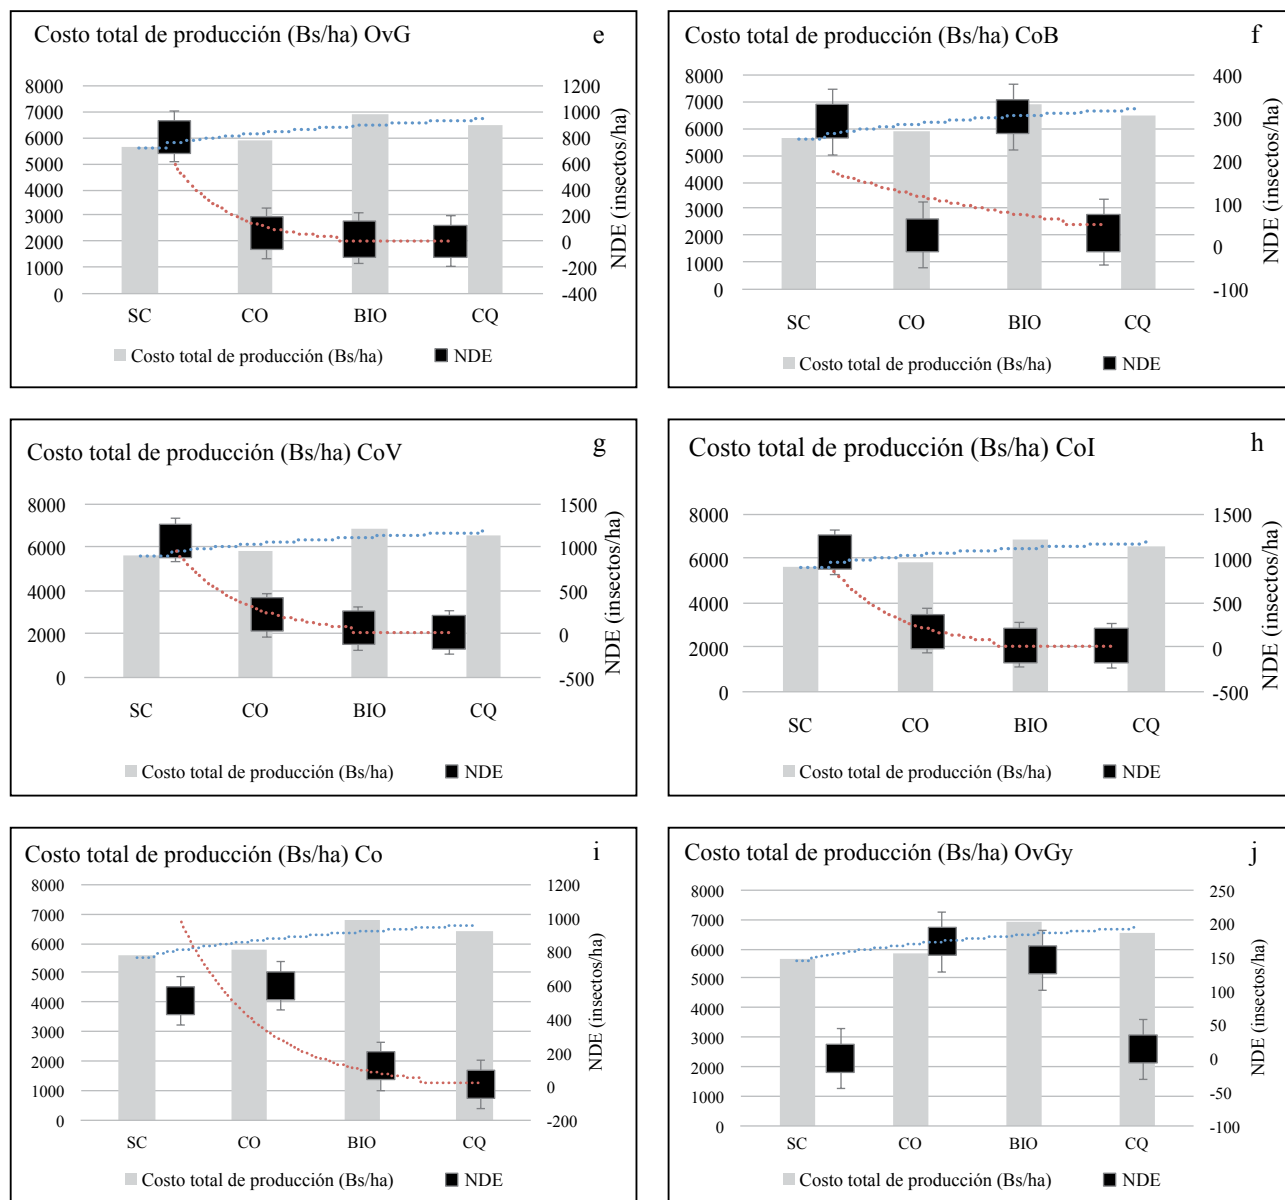 Costo total de producción (Bs/ha) OvG
e
8000
7000
6000
5000
4000
3000
2000
1000
0
1200
1000
800
600
400
200
0
-200
-400
NDE (insectos/ha)
SC CO BIO CQ
Costo total de producción (Bs/ha) NDE
Costo total de producción (Bs/ha) CoB
f
8000
7000
6000
5000
4000
3000
2000
1000
0
400
300
200
100
0
-100
NDE (insectos/ha)
SC CO BIO CQ
Costo total de producción (Bs/ha) NDE
Costo total de producción (Bs/ha) CoV
g
8000
6000
4000
2000
0
1500
1000
500
0
-500
NDE (insectos/ha)
SC CO BIO CQ
Costo total de producción (Bs/ha) NDE
Costo total de producción (Bs/ha) CoI
h
8000
6000
4000
2000
0
1500
1000
500
0
-500
NDE (insectos/ha)
SC CO BIO CQ
Costo total de producción (Bs/ha) NDE
Costo total de producción (Bs/ha) Co
i
8000
7000
6000
5000
4000
3000
2000
1000
0
1200
1000
800
600
400
200
0
-200
NDE (insectos/ha)
SC CO BIO CQ
Costo total de producción (Bs/ha) NDE
Costo total de producción (Bs/ha) OvGy
j
8000
7000
6000
5000
4000
3000
2000
1000
0
250
200
150
100
50
0
-50
-100
NDE (insectos/ha)
SC CO BIO CQ
Costo total de producción (Bs/ha) NDE